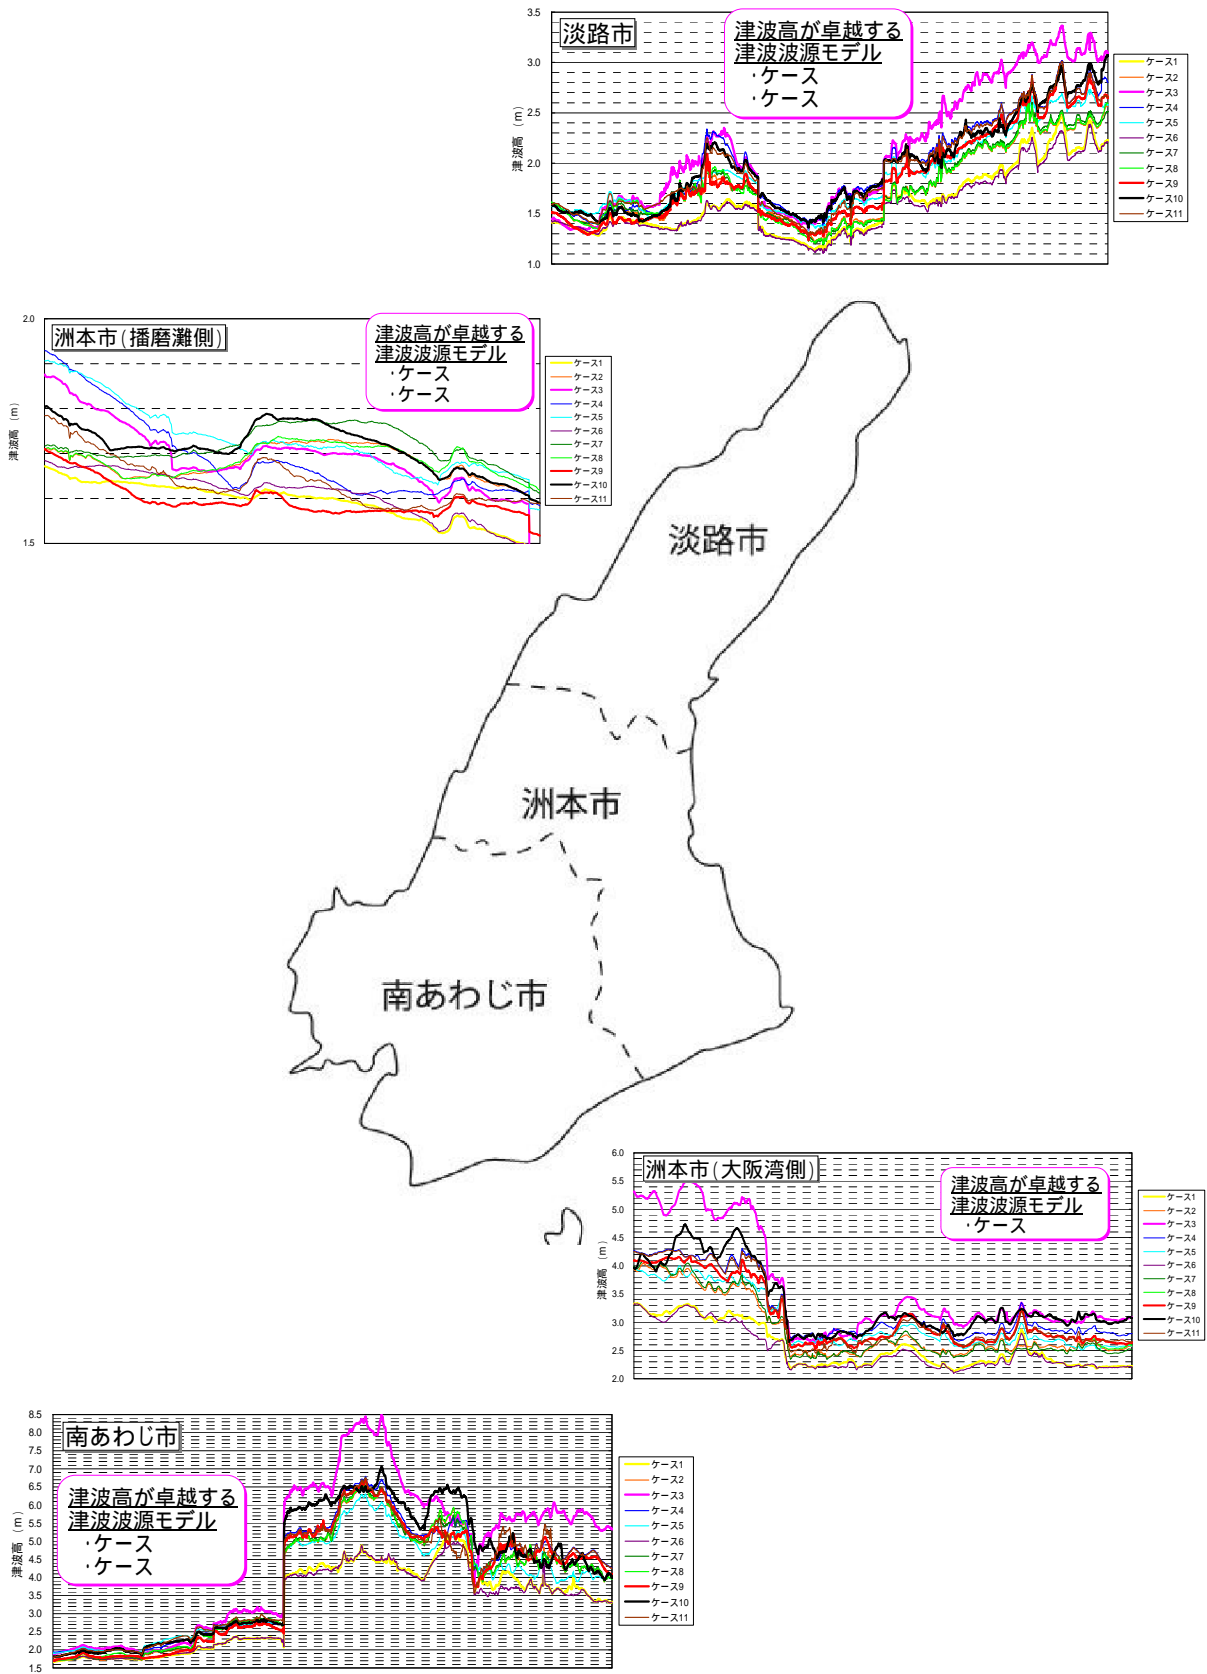 3.5
3.0
2.5
2.0
1.5
1.0
津波高（m）
淡路市
津波高が卓越する
津波波源モデル
・ケース
・ケース
ケース1
ケース2
ケース3
ケース4
ケース5
ケース6
ケース7
ケース8
ケース9
ケース10
ケース11
2.0
1.5
津波高（m）
洲本市(播磨灘側)
津波高が卓越する
津波波源モデル
・ケース
・ケース
ケース1
ケース2
ケース3
ケース4
ケース5
ケース6
ケース7
ケース8
ケース9
ケース10
ケース11
淡路市
洲本市
南あわじ市
6.0
5.5
5.0
4.5
4.0
3.5
3.0
2.5
2.0
津波高（m）
洲本市(大阪湾側)
津波高が卓越する
津波波源モデル
・ケース
ケース1
ケース2
ケース3
ケース4
ケース5
ケース6
ケース7
ケース8
ケース9
ケース10
ケース11
8.5
8.0
7.5
7.0
6.5
6.0
5.5
5.0
4.5
4.0
3.5
3.0
2.5
2.0
1.5
津波高（m）
南あわじ市
津波高が卓越する
津波波源モデル
・ケース
・ケース
ケース1
ケース2
ケース3
ケース4
ケース5
ケース6
ケース7
ケース8
ケース9
ケース10
ケース11